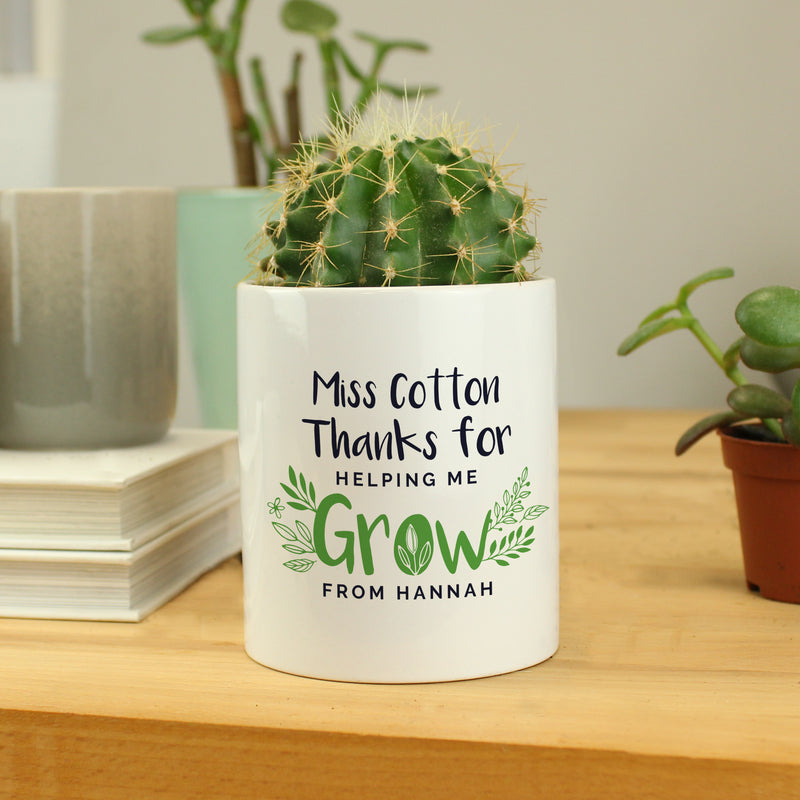 Miss Cotton
Thanks for
HELPING ME
Grow
FROM HANNAH